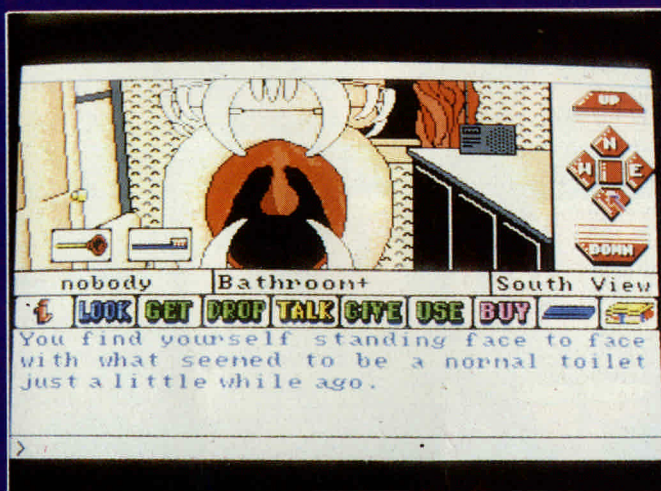 UP
N
W i E
DOWN
nobody Bathroom+ South View
i LOOK GET DROP TALK GIVE USE BUY
You find yourself standing face to face
with what seemed to be a normal toilet
just a little while ago.
>